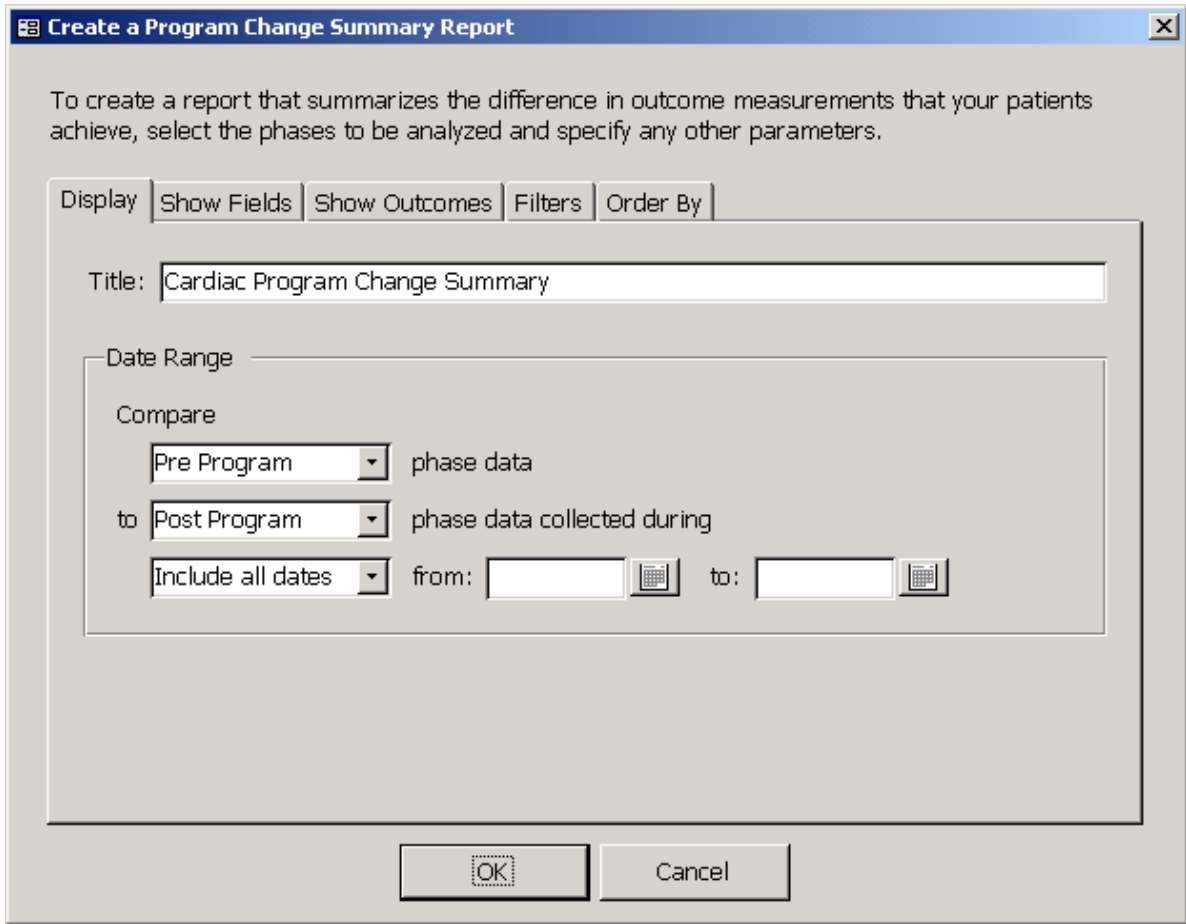 Create a Program Change Summary Report
To create a report that summarizes the difference in outcome measurements that your patients
achieve, select the phases to be analyzed and specify any other parameters.
Display Show Fields Show Outcomes Filters Order By
Title: Cardiac Program Change Summary
Date Range
Compare
Pre Program phase data
to Post Program phase data collected during
Include all dates from: to:
OK Cancel